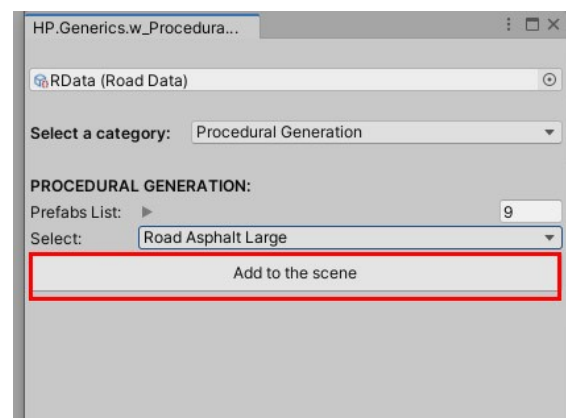 HP.Generics.w_Procedura...
RData (Road Data)
Select a category: Procedural Generation
PROCEDURAL GENERATION:
Prefabs List: 9
Select: Road Asphalt Large
Add to the scene